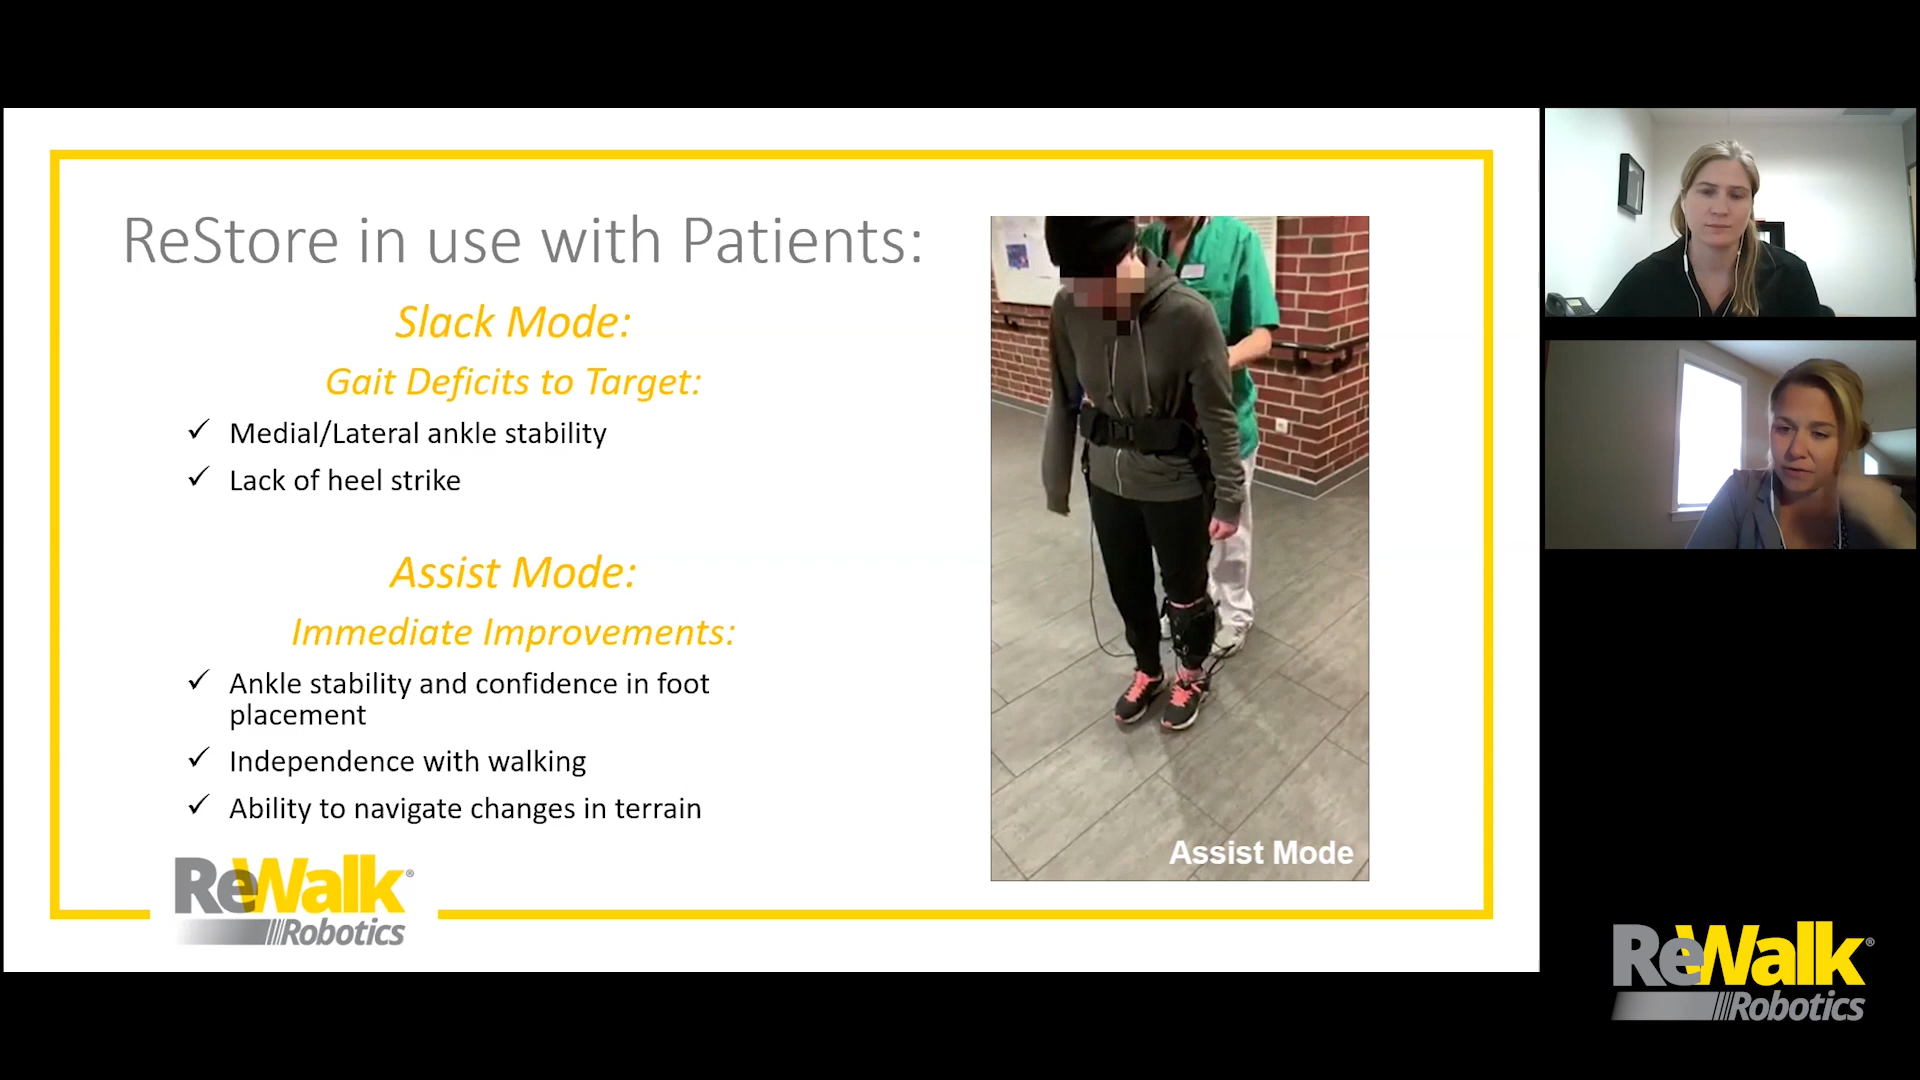 ReStore in use with Patients:
Slack Mode:
Gait Deficits to Target:
✓ Medial/Lateral ankle stability
✓ Lack of heel strike
Assist Mode:
Immediate Improvements:
✓ Ankle stability and confidence in foot
placement
✓ Independence with walking
✓ Ability to navigate changes in terrain
ReWalk®
Robotics
Assist Mode
ReWalk®
Robotics